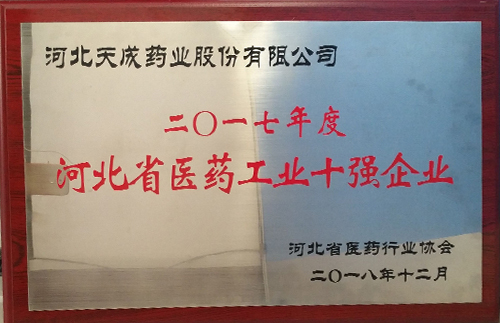 河北天成药业股份有限公司
二〇一七年度
河北省医药工业十强企业
河北省医药行业协会
二〇一八年十二月